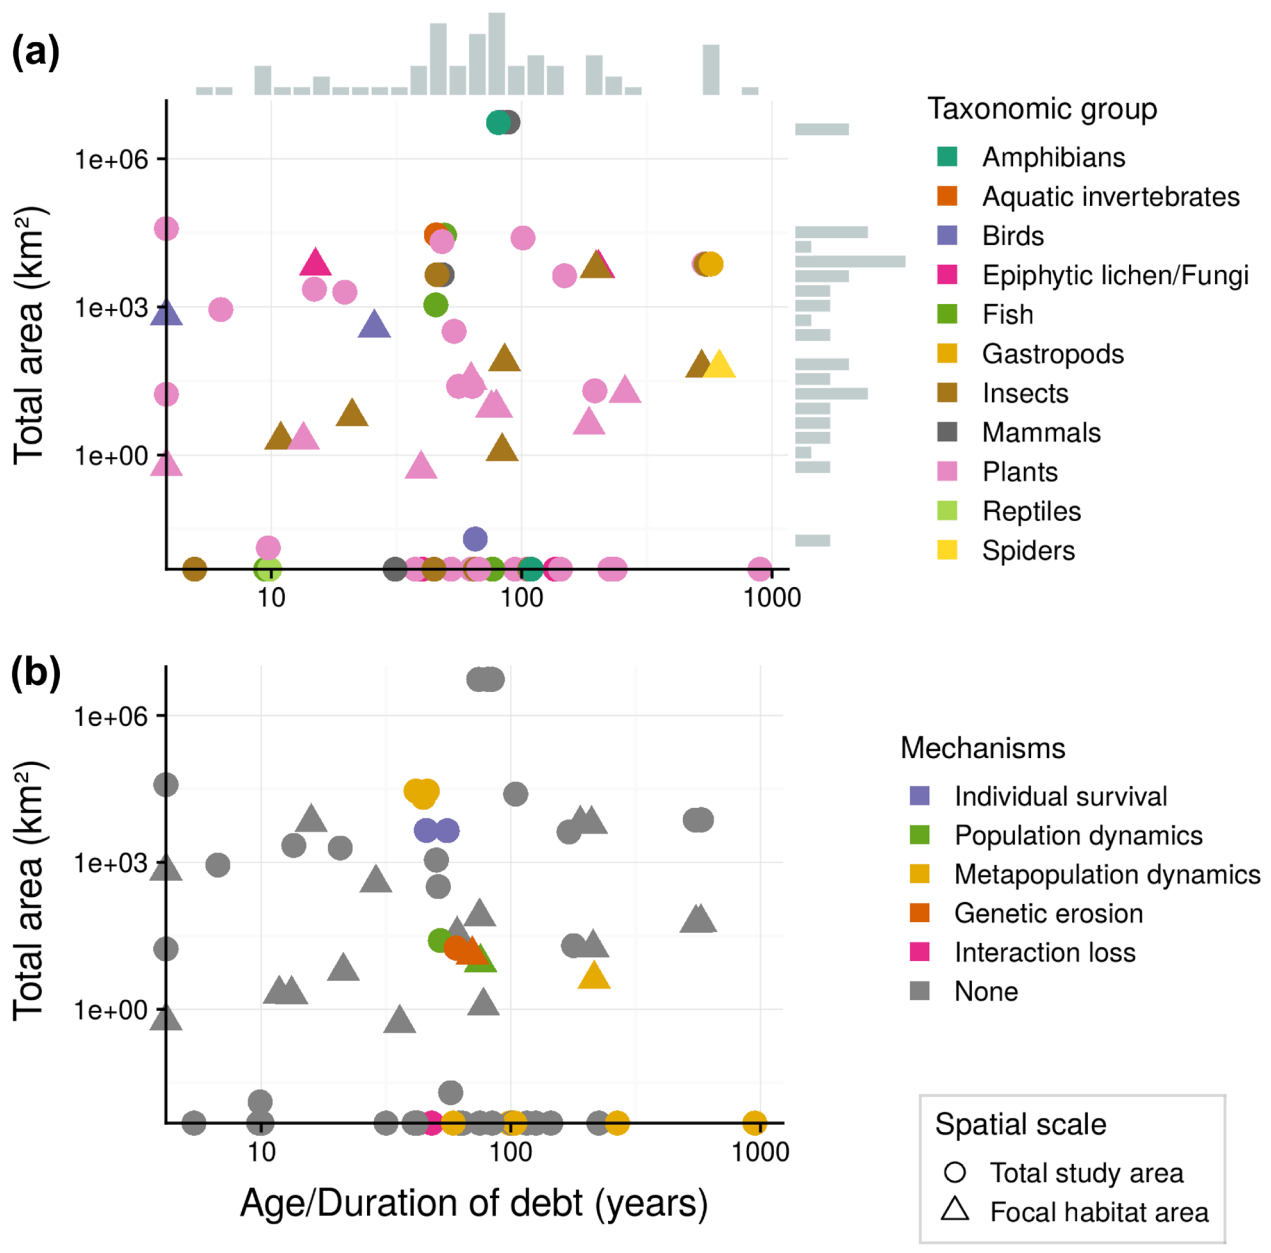 (a)
Total area (km²)
1e+06
1e+03
1e+00
10
100
1000
Taxonomic group
Amphibians
Aquatic invertebrates
Birds
Epiphytic lichen/Fungi
Fish
Gastropods
Insects
Mammals
Plants
Reptiles
Spiders
(b)
Total area (km²)
1e+06
1e+03
1e+00
10
100
1000
Age/Duration of debt (years)
Mechanisms
Individual survival
Population dynamics
Metapopulation dynamics
Genetic erosion
Interaction loss
None
Spatial scale
Total study area
Focal habitat area